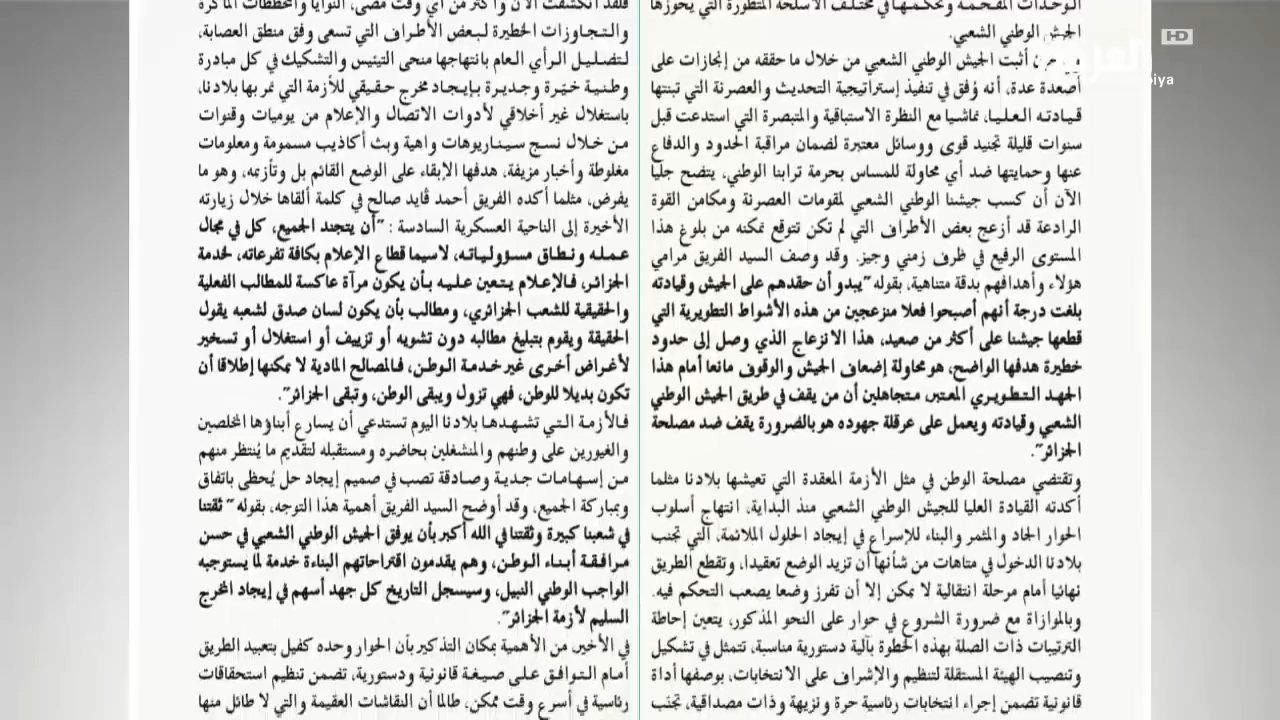 الوحدات المقحمة وتحكمها في مختلف الأسلحة المتطورة التي يحوزها
الجيش الوطني الشعبي.
أثبت الجيش الوطني الشعبي من خلال ما حققه من إنجازات على
أصعدة عدة، أنه وُفق في تنفيذ إستراتيجية التحديث والعصرنة التي تبنتها
قيادته العليا، تماشيا مع النظرة الاستباقية والمتبصرة التي استدعت قبل
سنوات قليلة تجنيد قوى ووسائل معتبرة لضمان مراقبة الحدود والدفاع
عنها وحمايتها ضد أي محاولة للمساس بحرمة ترابنا الوطني، يتضح جليا
الآن أن كسب جيشنا الوطني الشعبي لمقومات العصرنة ومكامن القوة
الرادعة قد أزعج بعض الأطراف التي لم تكن تتوقع تمكنه من بلوغ هذا
المستوى الرفيع في ظرف زمني وجيز. وقد وصف السيد الفريق مرامي
هؤلاء وأهدافهم بدقة متناهية، بقوله "يبدو أن حقدهم على الجيش وقيادته
بلغت درجة أنهم أصبحوا فعلا منزعجين من هذه الأشواط التطويرية التي
قطعها جيشنا على أكثر من صعيد، هذا الانزعاج الذي وصل إلى حدود
خطيرة هدفها الواضح، هو محاولة إضعاف الجيش والوقوف مانعا أمام هذا
الجهد التطويري المعتبر، متجاهلين أن من يقف في طريق الجيش الوطني
الشعبي وقيادته ويعمل على عرقلة جهوده هو بالضرورة يقف ضد مصلحة
الجزائر".
وتقتضي مصلحة الوطن في مثل الأزمة المعقدة التي تعيشها بلادنا مثلما
أكدته القيادة العليا للجيش الوطني الشعبي منذ البداية، انتهاج أسلوب
الحوار الجاد والمثمر والبناء للإسراع في إيجاد الحلول الملائمة، التي تجنب
بلادنا الدخول في متاهات من شأنها أن تزيد الوضع تعقيدا، وتقطع الطريق
نهائيا أمام مرحلة انتقالية لا يمكن إلا أن تفرز وضعا يصعب التحكم فيه.
وبالموازاة مع ضرورة الشروع في حوار على النحو المذكور، يتعين إحاطة
الترتيبات ذات الصلة بهذه الخطوة بآلية دستورية مناسبة، تتمثل في تشكيل
وتنصيب الهيئة المستقلة لتنظيم والإشراف على الانتخابات، بوصفها أداة
قانونية تضمن إجراء انتخابات رئاسية حرة ونزيهة وذات مصداقية، تجنب
فلقد انكشفت الآن وأكثر من أي وقت مضى، النوايا والمخططات الماكرة
والتجاوزات الخطيرة لبعض الأطراف التي تسعى وفق منطق العصابة،
لتضليل الرأي العام بانتهاجها منحى التيئيس والتشكيك في كل مبادرة
وطنية خيّرة وجديرة بإيجاد مخرج حقيقي للأزمة التي تمر بها بلادنا،
باستغلال غير أخلاقي لأدوات الاتصال والإعلام من يوميات وقنوات
من خلال نسج سيناريوهات واهية وبث أكاذيب مسمومة ومعلومات
مغلوطة وأخبار مزيفة، هدفها الإبقاء على الوضع القائم بل وتأزمه، وهو ما
يفرض، مثلما أكده الفريق أحمد ڤايد صالح في كلمة ألقاها خلال زيارته
الأخيرة إلى الناحية العسكرية السادسة : "أن يتجند الجميع، كل في مجال
عمله ونطاق مسؤولياته، لاسيما قطاع الإعلام بكافة تفرعاته، لخدمة
الجزائر، فالإعلام يتعين عليه بأن يكون مرآة عاكسة للمطالب الفعلية
والحقيقية للشعب الجزائري، ومطالب بأن يكون لسان صدق لشعبه يقول
الحقيقة ويقوم بتبليغ مطالبه دون تشويه أو تزييف أو استغلال أو تسخير
لأغراض أخرى غير خدمة الوطن، فالمصالح المادية لا يمكنها إطلاقا أن
تكون بديلا للوطن، فهي تزول ويبقى الوطن، وتبقى الجزائر".
فالأزمة التي تشهدها بلادنا اليوم تستدعي أن يسارع أبناؤها المخلصين
والغيورين على وطنهم والمنشغلين بحاضره ومستقبله لتقديم ما يُنتظر منهم
من إسهامات جدية وصادقة تصب في صميم إيجاد حل يُحظى باتفاق
وبمباركة الجميع، وقد أوضح السيد الفريق أهمية هذا التوجه، بقوله "ثقتنا
في شعبنا كبيرة وثقتنا في الله أكبر بأن يوفق الجيش الوطني الشعبي في حسن
مرافقة أبناء الوطن، وهم يقدمون اقتراحاتهم البناءة خدمة لما يستوجبه
الواجب الوطني النبيل، وسيسجل التاريخ كل جهد أسهم في إيجاد المخرج
السليم لأزمة الجزائر".
في الأخير، من الأهمية بمكان التذكير بأن الحوار وحده كفيل بتعبيد الطريق
أمام التوافق على صيغة قانونية ودستورية، تضمن تنظيم استحقاقات
رئاسية في أسرع وقت ممكن، طالما أن النقاشات العقيمة والتي لا طائل منها
العربية
HD